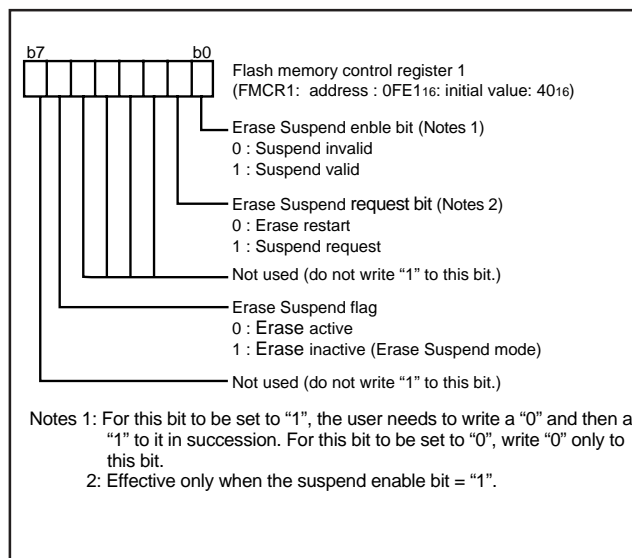 b7 b0
Flash memory control register 1
(FMCR1: address : 0FE116: initial value: 4016)
Erase Suspend enble bit (Notes 1)
0 : Suspend invalid
1 : Suspend valid
Erase Suspend request bit (Notes 2)
0 : Erase restart
1 : Suspend request
Not used (do not write “1” to this bit.)
Erase Suspend flag
0 : Erase active
1 : Erase inactive (Erase Suspend mode)
Not used (do not write “1” to this bit.)
Notes 1: For this bit to be set to “1”, the user needs to write a “0” and then a
“1” to it in succession. For this bit to be set to “0”, write “0” only to
this bit.
2: Effective only when the suspend enable bit = “1”.